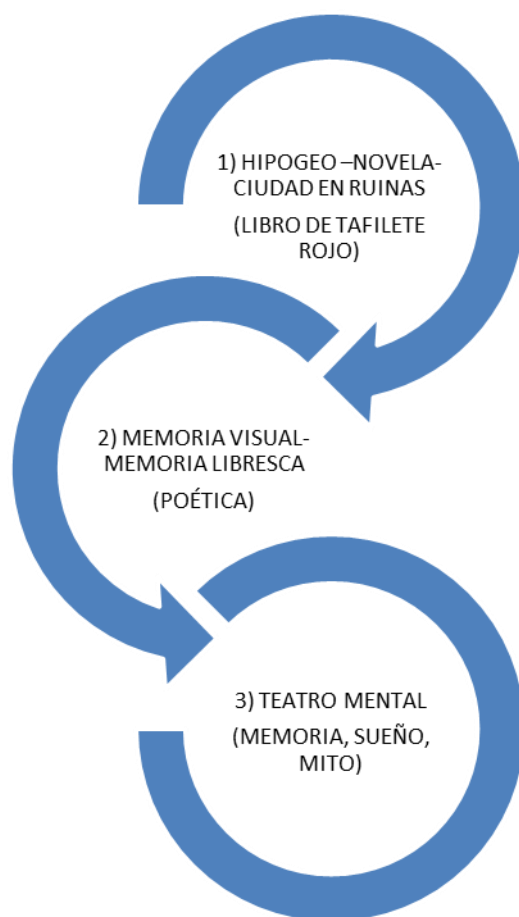 1) HIPOGEO –NOVELA-
CIUDAD EN RUINAS
(LIBRO DE TAFILETE
ROJO)
2) MEMORIA VISUAL-
MEMORIA LIBRESCA
(POÉTICA)
3) TEATRO MENTAL
(MEMORIA, SUEÑO,
MITO)